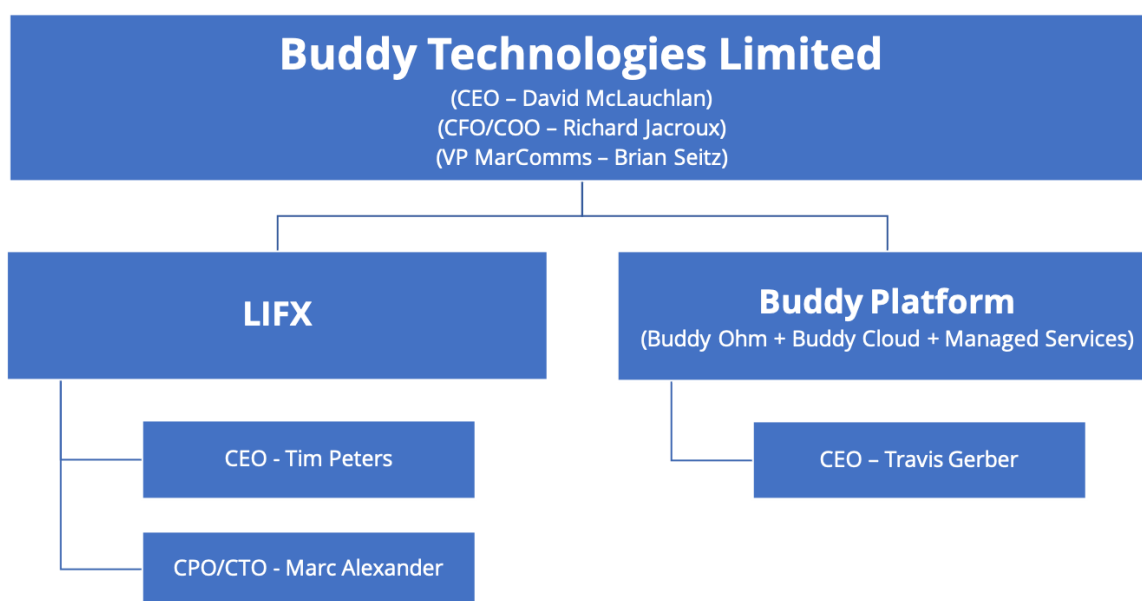 Buddy Technologies Limited
(CEO – David McLauchlan)
(CFO/COO – Richard Jacroux)
(VP MarComms – Brian Seitz)
LIFX
Buddy Platform
(Buddy Ohm + Buddy Cloud + Managed Services)
CEO - Tim Peters
CEO – Travis Gerber
CPO/CTO - Marc Alexander